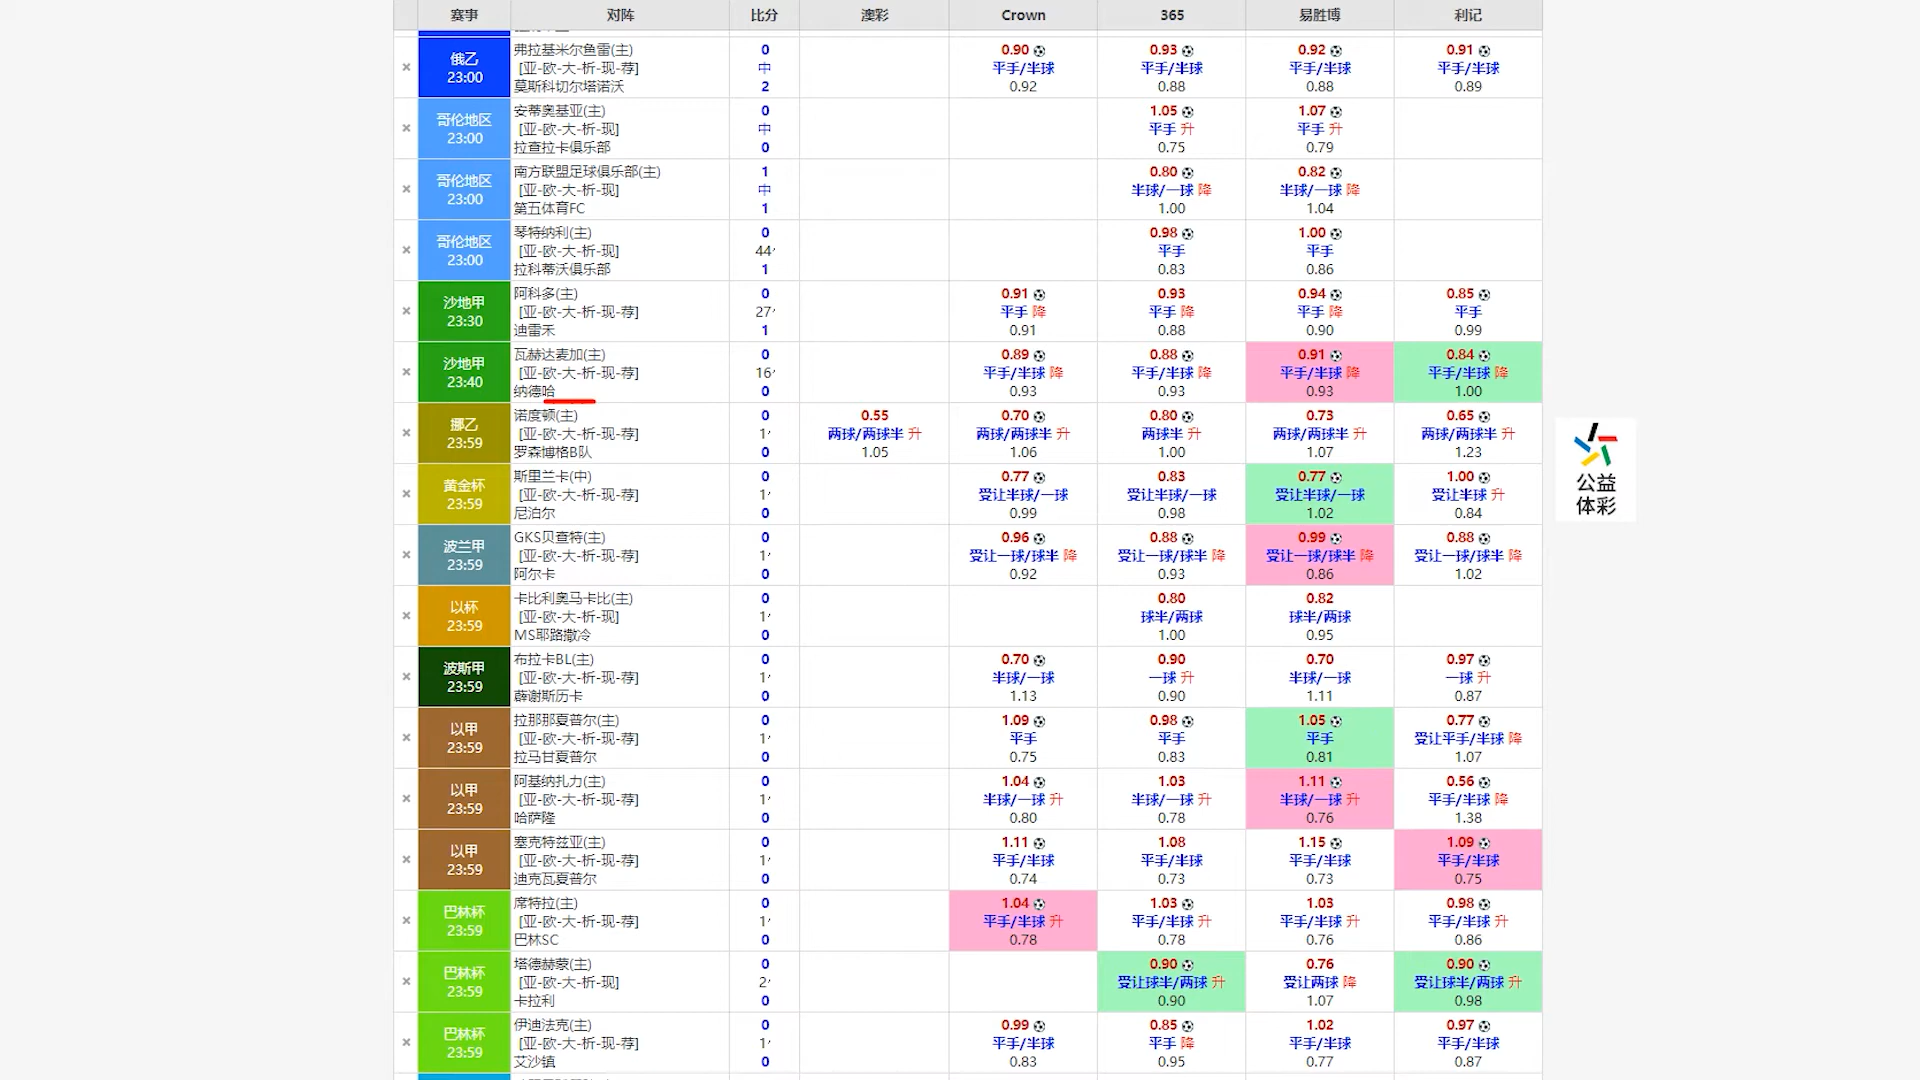 赛事 对阵 比分 澳彩 Crown 365 易胜博 利记
弗拉基米尔鱼雷(主) 0 0.90 0.93 0.92 0.91
俄乙 23:00 [亚-欧-大-析-现-荐] 中 平手/半球 平手/半球 平手/半球 平手/半球
莫斯科切尔塔诺沃 2 0.92 0.88 0.88 0.89
安蒂奥基亚(主) 0 1.05 1.07
哥伦地区 23:00 [亚-欧-大-析-现] 中 平手 升 平手 升
拉查拉卡俱乐部 0 0.75 0.79
南方联盟足球俱乐部(主) 1 0.80 0.82
哥伦地区 23:00 [亚-欧-大-析-现] 中 半球/一球 降 半球/一球 降
第五体育FC 1 1.00 1.04
琴特纳利(主) 0 0.98 1.00
哥伦地区 23:00 [亚-欧-大-析-现] 44' 平手 平手
拉科蒂沃俱乐部 1 0.83 0.86
阿科多(主) 0 0.91 0.93 0.94 0.85
沙地甲 23:30 [亚-欧-大-析-现-荐] 27' 平手 降 平手 降 平手 降 平手
迪雷禾 1 0.91 0.88 0.90 0.99
瓦赫达麦加(主) 0 0.89 0.88 0.91 0.84
沙地甲 23:40 [亚-欧-大-析-现-荐] 16' 平手/半球 降 平手/半球 降 平手/半球 降 平手/半球 降
纳德哈 0 0.93 0.93 0.93 1.00
诺度顿(主) 0 0.55 0.70 0.80 0.73 0.65
挪乙 23:59 [亚-欧-大-析-现-荐] 1' 两球/两球半 升 两球/两球半 升 两球半 升 两球/两球半 升 两球/两球半 升
罗森博格B队 0 1.05 1.06 1.00 1.07 1.23
斯里兰卡(中) 0 0.77 0.83 0.77 1.00
黄金杯 23:59 [亚-欧-大-析-现-荐] 1' 受让半球/一球 受让半球/一球 受让半球/一球 受让半球 升
尼泊尔 0 0.99 0.98 1.02 0.84
GKS贝查特(主) 0 0.96 0.88 0.99 0.88
波兰甲 23:59 [亚-欧-大-析-现-荐] 1' 受让一球/球半 降 受让一球/球半 降 受让一球/球半 降 受让一球/球半 降
阿尔卡 0 0.92 0.93 0.86 1.02
卡比利奥马卡比(主) 0 0.80 0.82
以杯 23:59 [亚-欧-大-析-现] 1' 球半/两球 球半/两球
MS耶路撒冷 0 1.00 0.95
布拉卡BL(主) 0 0.70 0.90 0.70 0.97
波斯甲 23:59 [亚-欧-大-析-现-荐] 1' 半球/一球 一球 升 半球/一球 一球 升
薜谢斯历卡 0 1.13 0.90 1.11 0.87
拉那那夏普尔(主) 0 1.09 0.98 1.05 0.77
以甲 23:59 [亚-欧-大-析-现-荐] 1' 平手 平手 平手 受让平手/半球 降
拉马甘夏普尔 0 0.75 0.83 0.81 1.07
阿基纳扎力(主) 0 1.04 1.03 1.11 0.56
以甲 23:59 [亚-欧-大-析-现-荐] 1' 半球/一球 升 半球/一球 升 半球/一球 升 平手/半球 降
哈萨隆 0 0.80 0.78 0.76 1.38
塞克特兹亚(主) 0 1.11 1.08 1.15 1.09
以甲 23:59 [亚-欧-大-析-现-荐] 1' 平手/半球 平手/半球 平手/半球 平手/半球
迪克瓦夏普尔 0 0.74 0.73 0.73 0.75
席特拉(主) 0 1.04 1.03 1.03 0.98
巴林杯 23:59 [亚-欧-大-析-现-荐] 1' 平手/半球 升 平手/半球 升 平手/半球 升 平手/半球 升
巴林SC 0 0.78 0.78 0.76 0.86
塔德赫蒙(主) 0 0.90 0.76 0.90
巴林杯 23:59 [亚-欧-大-析-现] 2' 受让球半/两球 升 受让两球 降 受让球半/两球 升
卡拉利 0 0.90 1.07 0.98
伊迪法克(主) 0 0.99 0.85 1.02 0.97
巴林杯 23:59 [亚-欧-大-析-现-荐] 1' 平手/半球 平手 降 平手/半球 平手/半球
艾沙镇 0 0.83 0.95 0.77 0.87
公益
体彩